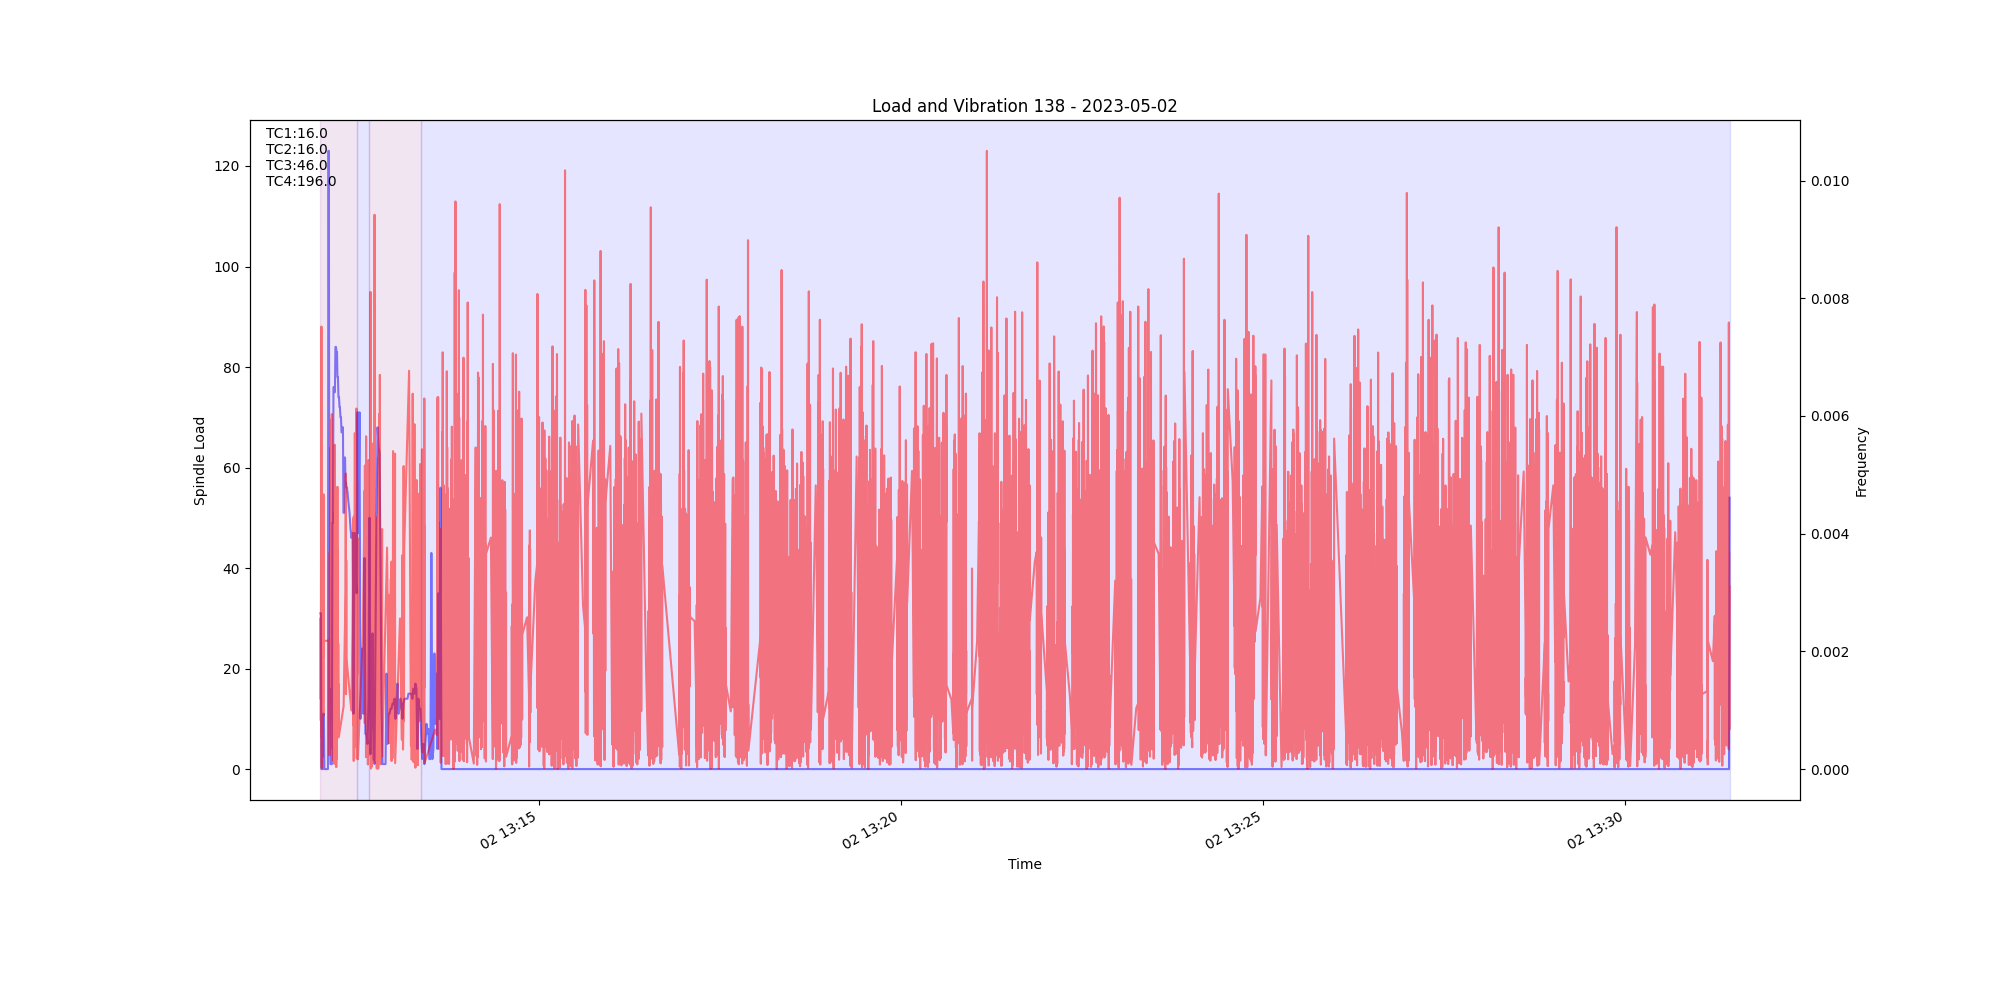 Load and Vibration 138 - 2023-05-02
TC1:16.0
TC2:16.0
TC3:46.0
TC4:196.0
120
100
80
60
40
20
0
Spindle Load
0.010
0.008
0.006
0.004
0.002
0.000
Frequency
02 13:15
02 13:20
02 13:25
02 13:30
Time